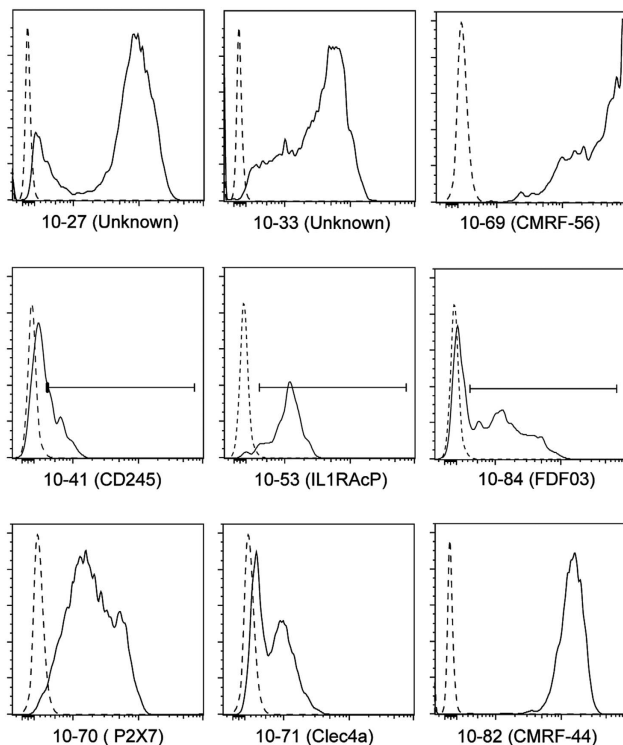 10-27 (Unknown)
10-33 (Unknown)
10-69 (CMRF-56)
10-41 (CD245)
10-53 (IL1RAcP)
10-84 (FDF03)
10-70 ( P2X7)
10-71 (Clec4a)
10-82 (CMRF-44)